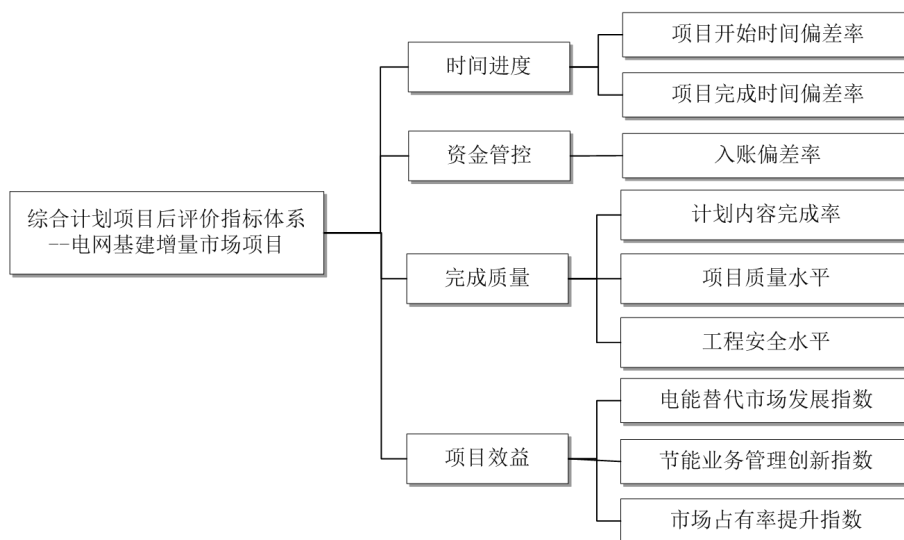 综合计划项目后评价指标体系
--电网基建增量市场项目
时间进度
项目开始时间偏差率
项目完成时间偏差率
资金管控
入账偏差率
完成质量
计划内容完成率
项目质量水平
工程安全水平
项目效益
电能替代市场发展指数
节能业务管理创新指数
市场占有率提升指数